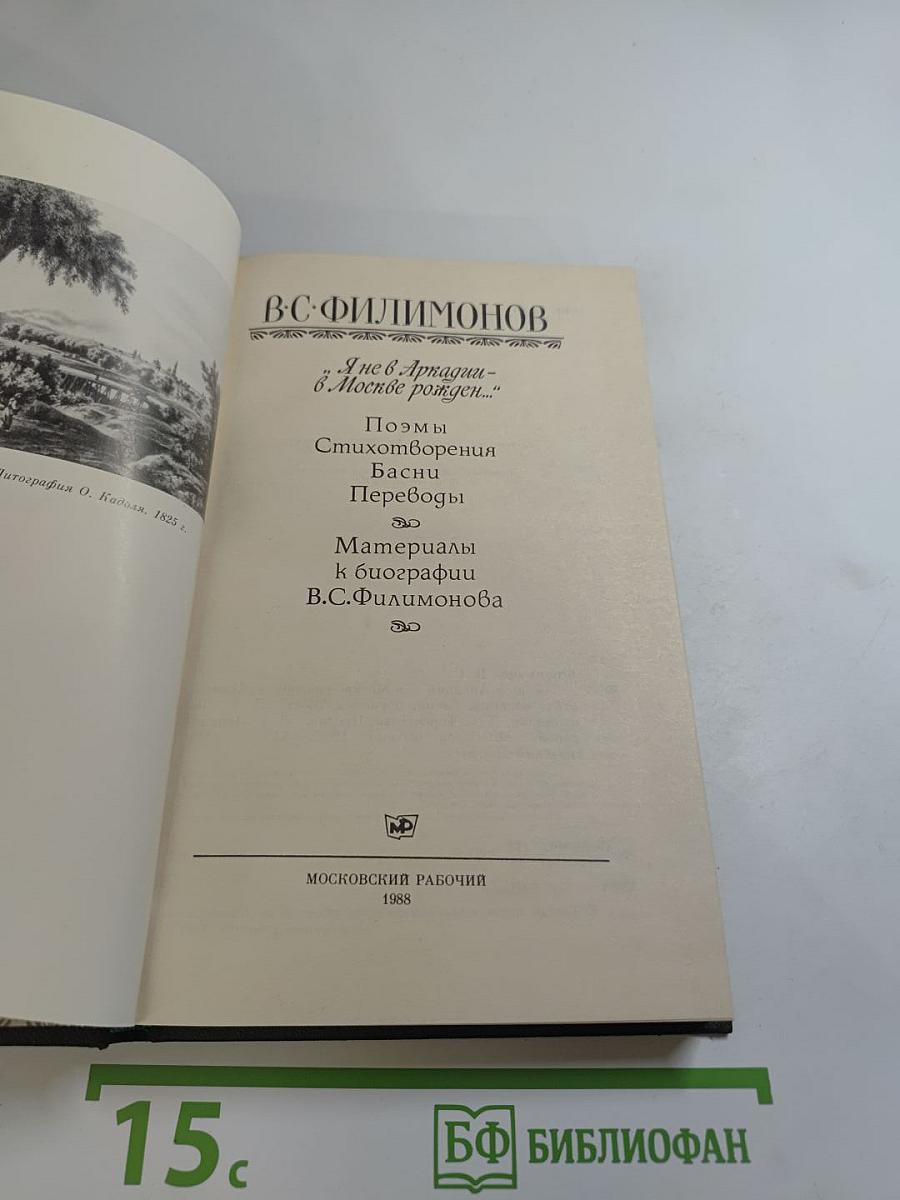 Литография О. Кадоля. 1825 г.
В·С·ФИЛИМОНОВ
„Я не в Аркадии–
в Москве рожден...“
Поэмы
Стихотворения
Басни
Переводы
Материалы
к биографии
В.С.Филимонова
МР
МОСКОВСКИЙ РАБОЧИЙ
1988
15 с
БФ БИБЛИОФАН